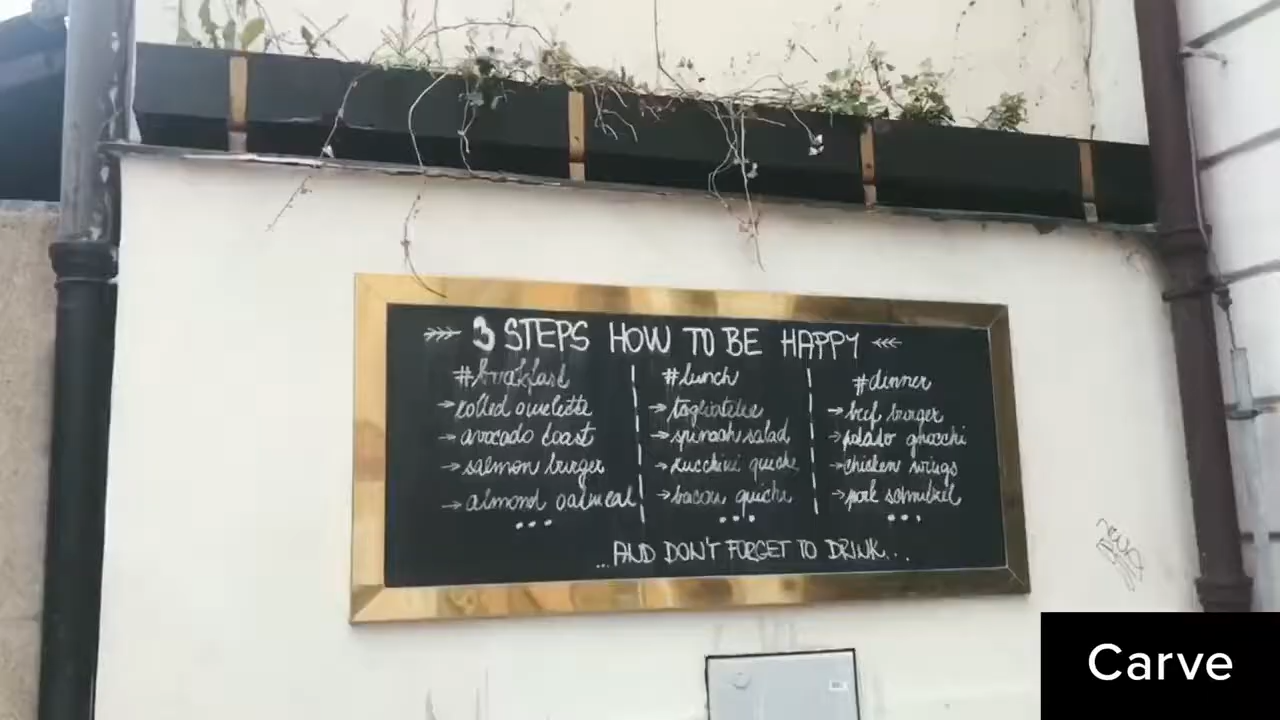 3 STEPS HOW TO BE HAPPY
#breakfast
→rolled omelette
→avocado toast
→salmon burger
→almond oatmeal
...
#lunch
→tagliatelle
→spinach salad
→zucchini quiche
→bacon quiche
...
#dinner
→beef burger
→potato gnocchi
→chicken wings
→pork schnitzel
...
...AND DON'T FORGET TO DRINK...
Carve